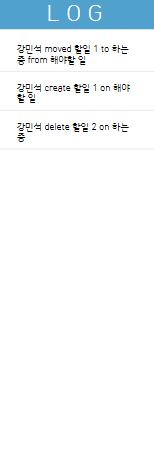 LOG
강민석 moved 할일 1 to 하는
중 from 해야할 일
강민석 create 할일 1 on 해야
할 일
강민석 delete 할일 2 on 하는
중